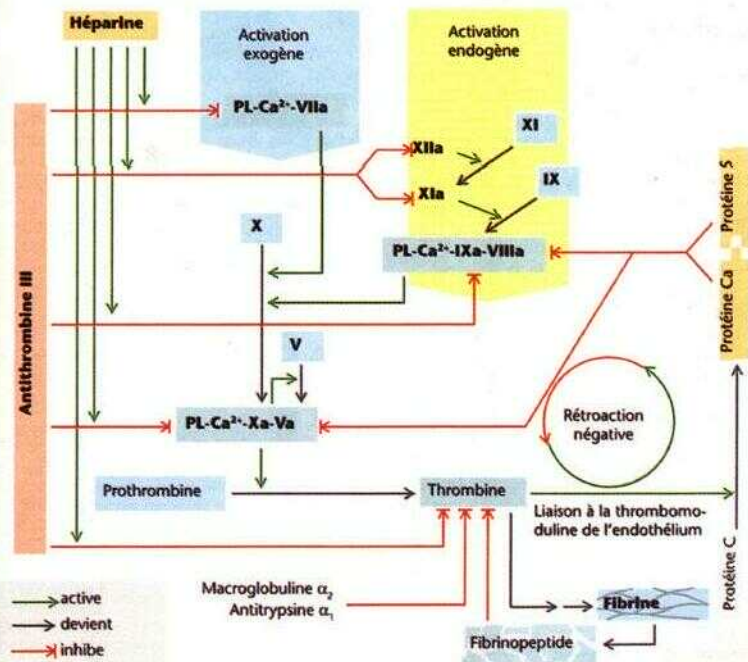 Héparine
Activation
exogène
Activation
endogène
PL-Ca²⁺-VIIa
XI
XIIa
IX
XIa
X
PL-Ca²⁺-IXa-VIIIa
Protéine S
Protéine Ca
Antithrombine III
V
PL-Ca²⁺-Xa-Va
Rétroaction
négative
Prothrombine
Thrombine
Liaison à la thrombomo-
duline de l'endothélium
Protéine C
Macroglobuline α₂
Antitrypsine α₁
Fibrine
Fibrinopeptide
active
devient
inhibe